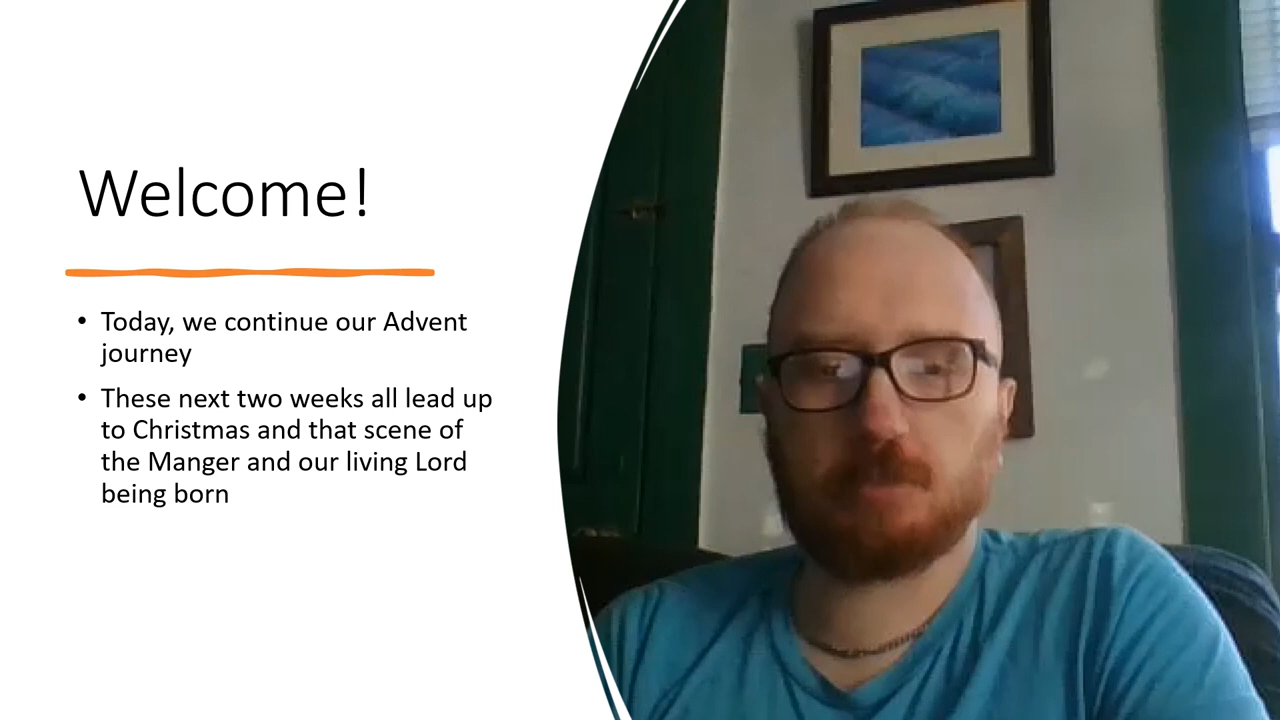 Welcome!
• Today, we continue our Advent
journey
• These next two weeks all lead up
to Christmas and that scene of
the Manger and our living Lord
being born